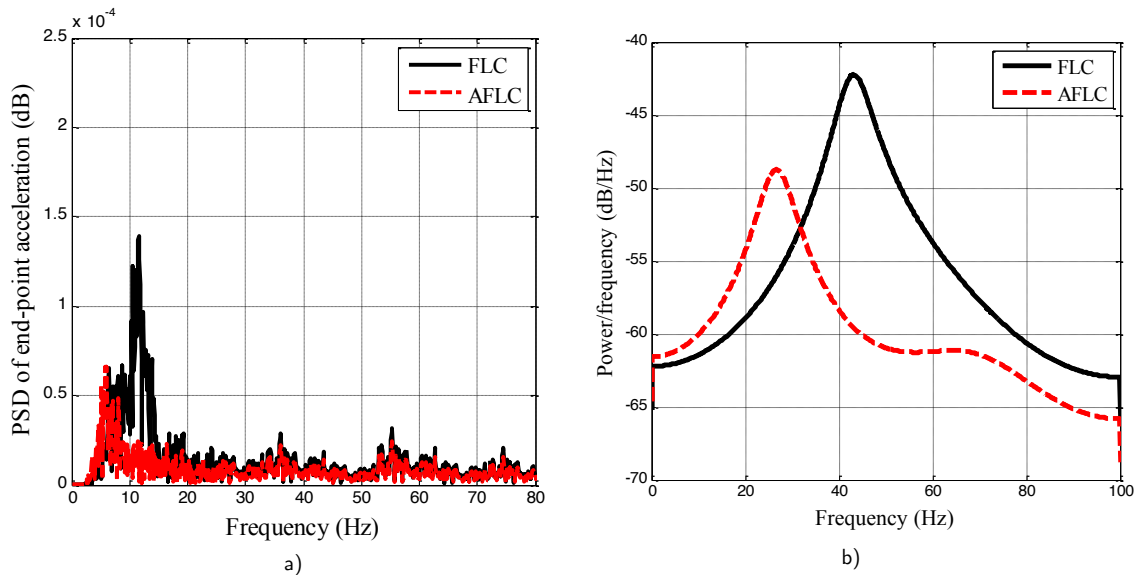 x 10⁻⁴
2.5
2
1.5
1
0.5
0
0 10 20 30 40 50 60 70 80
PSD of end-point acceleration (dB)
Frequency (Hz)
FLC
AFLC
a)
-40
-45
-50
-55
-60
-65
-70
0 20 40 60 80 100
Power/frequency (dB/Hz)
Frequency (Hz)
FLC
AFLC
b)